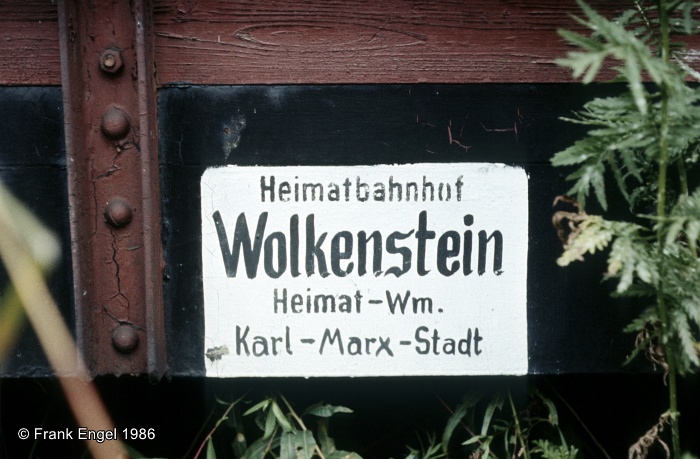 Heimatbahnhof
Wolkenstein
Heimat-Wm.
Karl-Marx-Stadt
© Frank Engel 1986